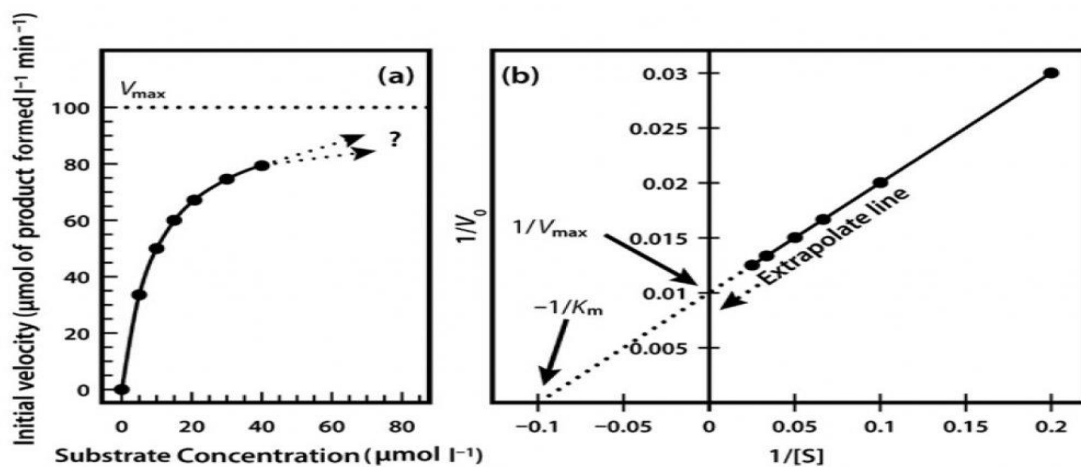 Initial velocity (μmol of product formed l⁻¹ min⁻¹)
(a)
Vmax
100
80
60
40
20
0
?
0 20 40 60 80
Substrate Concentration (μmol l⁻¹)
(b)
0.03
0.025
0.02
0.015
0.01
0.005
1/V0
1/Vmax
Extrapolate line
−1/Km
−0.1 −0.05 0 0.05 0.1 0.15 0.2
1/[S]